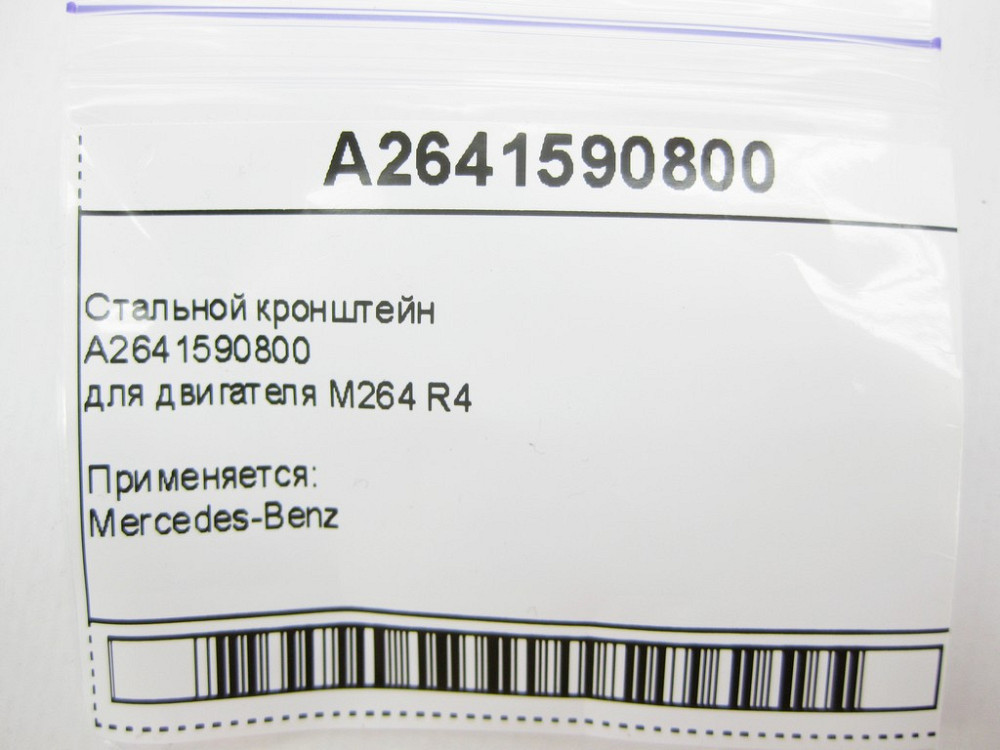 A2641590800
Стальной кронштейн
A2641590800
для двигателя M264 R4
Применяется:
Mercedes-Benz